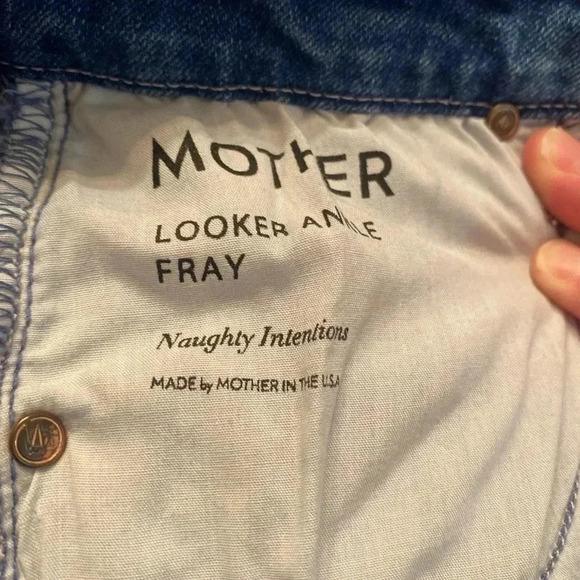 MOTHER
LOOKER ANKLE
FRAY
Naughty Intentions
MADE by MOTHER IN THE U.S.A